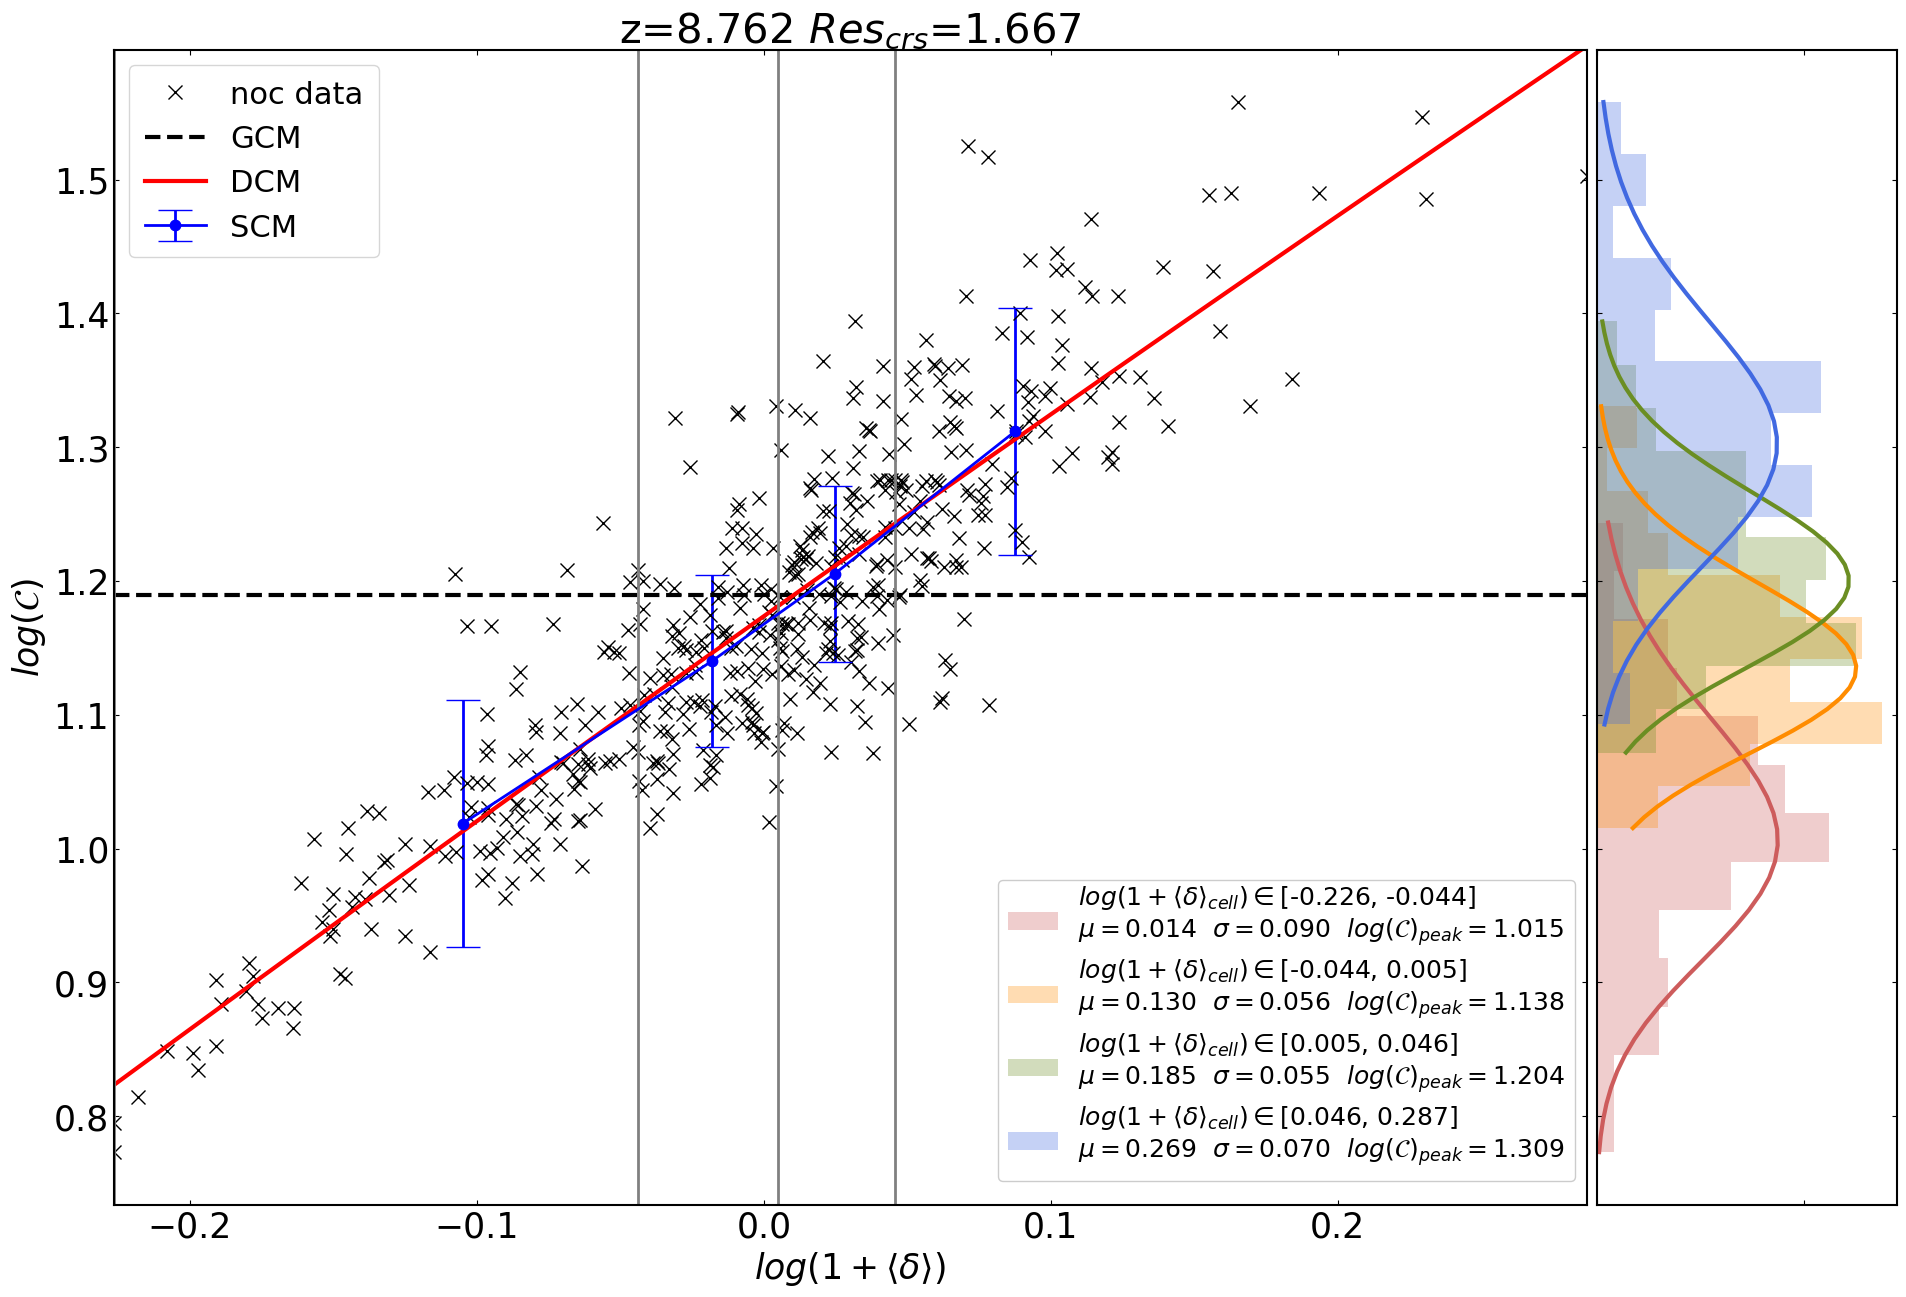 z=8.762 Res_crs=1.667
noc data
GCM
DCM
SCM
log(𝒞)
1.5
1.4
1.3
1.2
1.1
1.0
0.9
0.8
log(1+⟨δ⟩_cell) ∈ [-0.226, -0.044]
μ=0.014 σ=0.090 log(𝒞)_peak=1.015
log(1+⟨δ⟩_cell) ∈ [-0.044, 0.005]
μ=0.130 σ=0.056 log(𝒞)_peak=1.138
log(1+⟨δ⟩_cell) ∈ [0.005, 0.046]
μ=0.185 σ=0.055 log(𝒞)_peak=1.204
log(1+⟨δ⟩_cell) ∈ [0.046, 0.287]
μ=0.269 σ=0.070 log(𝒞)_peak=1.309
−0.2 −0.1 0.0 0.1 0.2
log(1+⟨δ⟩)